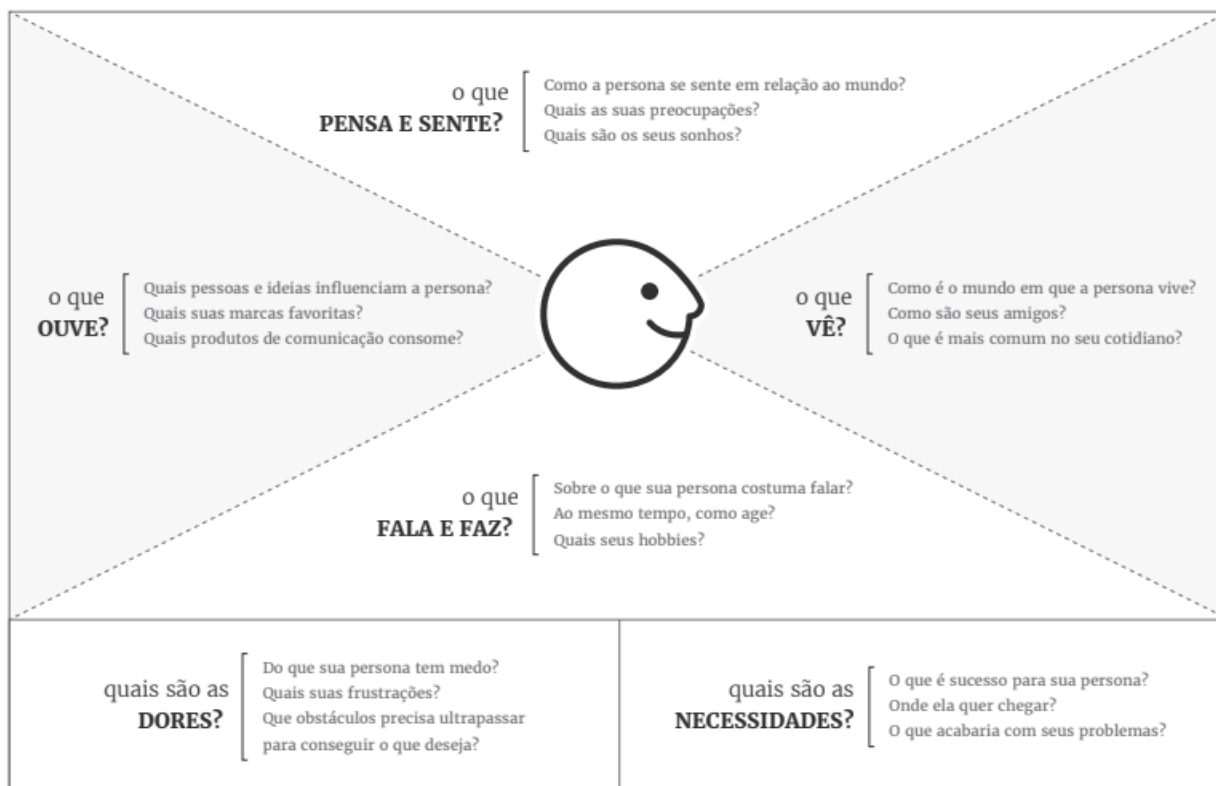 o que
PENSA E SENTE?
Como a persona se sente em relação ao mundo?
Quais as suas preocupações?
Quais são os seus sonhos?
o que
OUVE?
Quais pessoas e ideias influenciam a persona?
Quais suas marcas favoritas?
Quais produtos de comunicação consome?
o que
VÊ?
Como é o mundo em que a persona vive?
Como são seus amigos?
O que é mais comum no seu cotidiano?
o que
FALA E FAZ?
Sobre o que sua persona costuma falar?
Ao mesmo tempo, como age?
Quais seus hobbies?
quais são as
DORES?
Do que sua persona tem medo?
Quais suas frustrações?
Que obstáculos precisa ultrapassar
para conseguir o que deseja?
quais são as
NECESSIDADES?
O que é sucesso para sua persona?
Onde ela quer chegar?
O que acabaria com seus problemas?